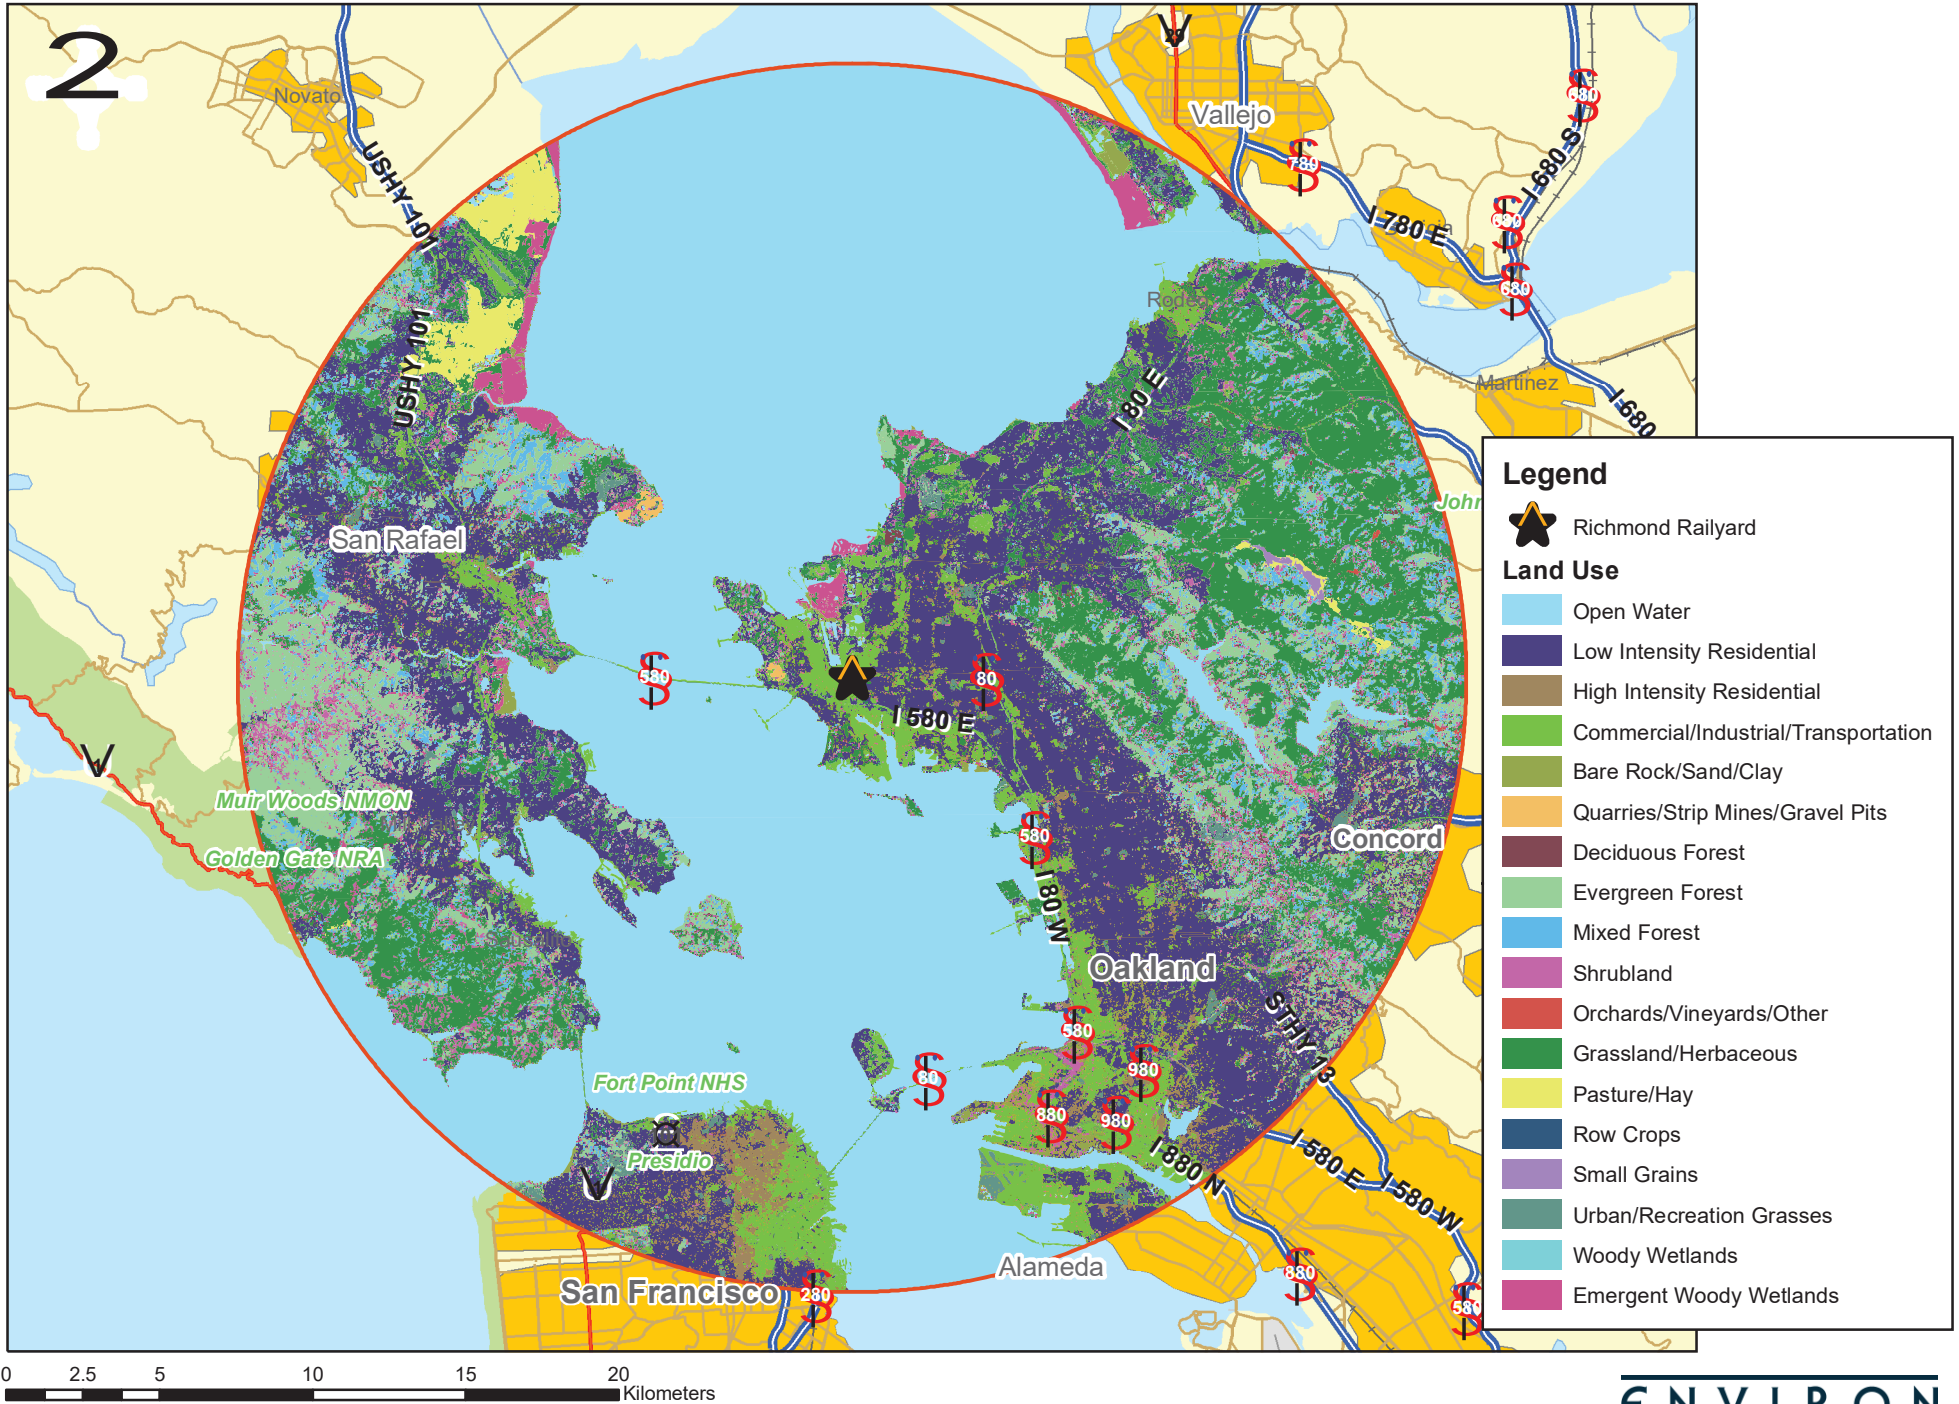 2
Novato
USHY 101
USHY 101
Vallejo
780
680
I 680 S
I 780 E
680
680
Rodeo
Martinez
I 680
I 80 E
John
San Rafael
580
80
I 580 E
Muir Woods NMON
Golden Gate NRA
580
Concord
I 80 W
Oakland
STHY 13
580
980
80
880
980
Fort Point NHS
Presidio
I 880 N
I 580 E
I 580 W
Alameda
San Francisco
280
880
580
Legend
Richmond Railyard
Land Use
Open Water
Low Intensity Residential
High Intensity Residential
Commercial/Industrial/Transportation
Bare Rock/Sand/Clay
Quarries/Strip Mines/Gravel Pits
Deciduous Forest
Evergreen Forest
Mixed Forest
Shrubland
Orchards/Vineyards/Other
Grassland/Herbaceous
Pasture/Hay
Row Crops
Small Grains
Urban/Recreation Grasses
Woody Wetlands
Emergent Woody Wetlands
0 2.5 5 10 15 20
Kilometers
ENVIRON